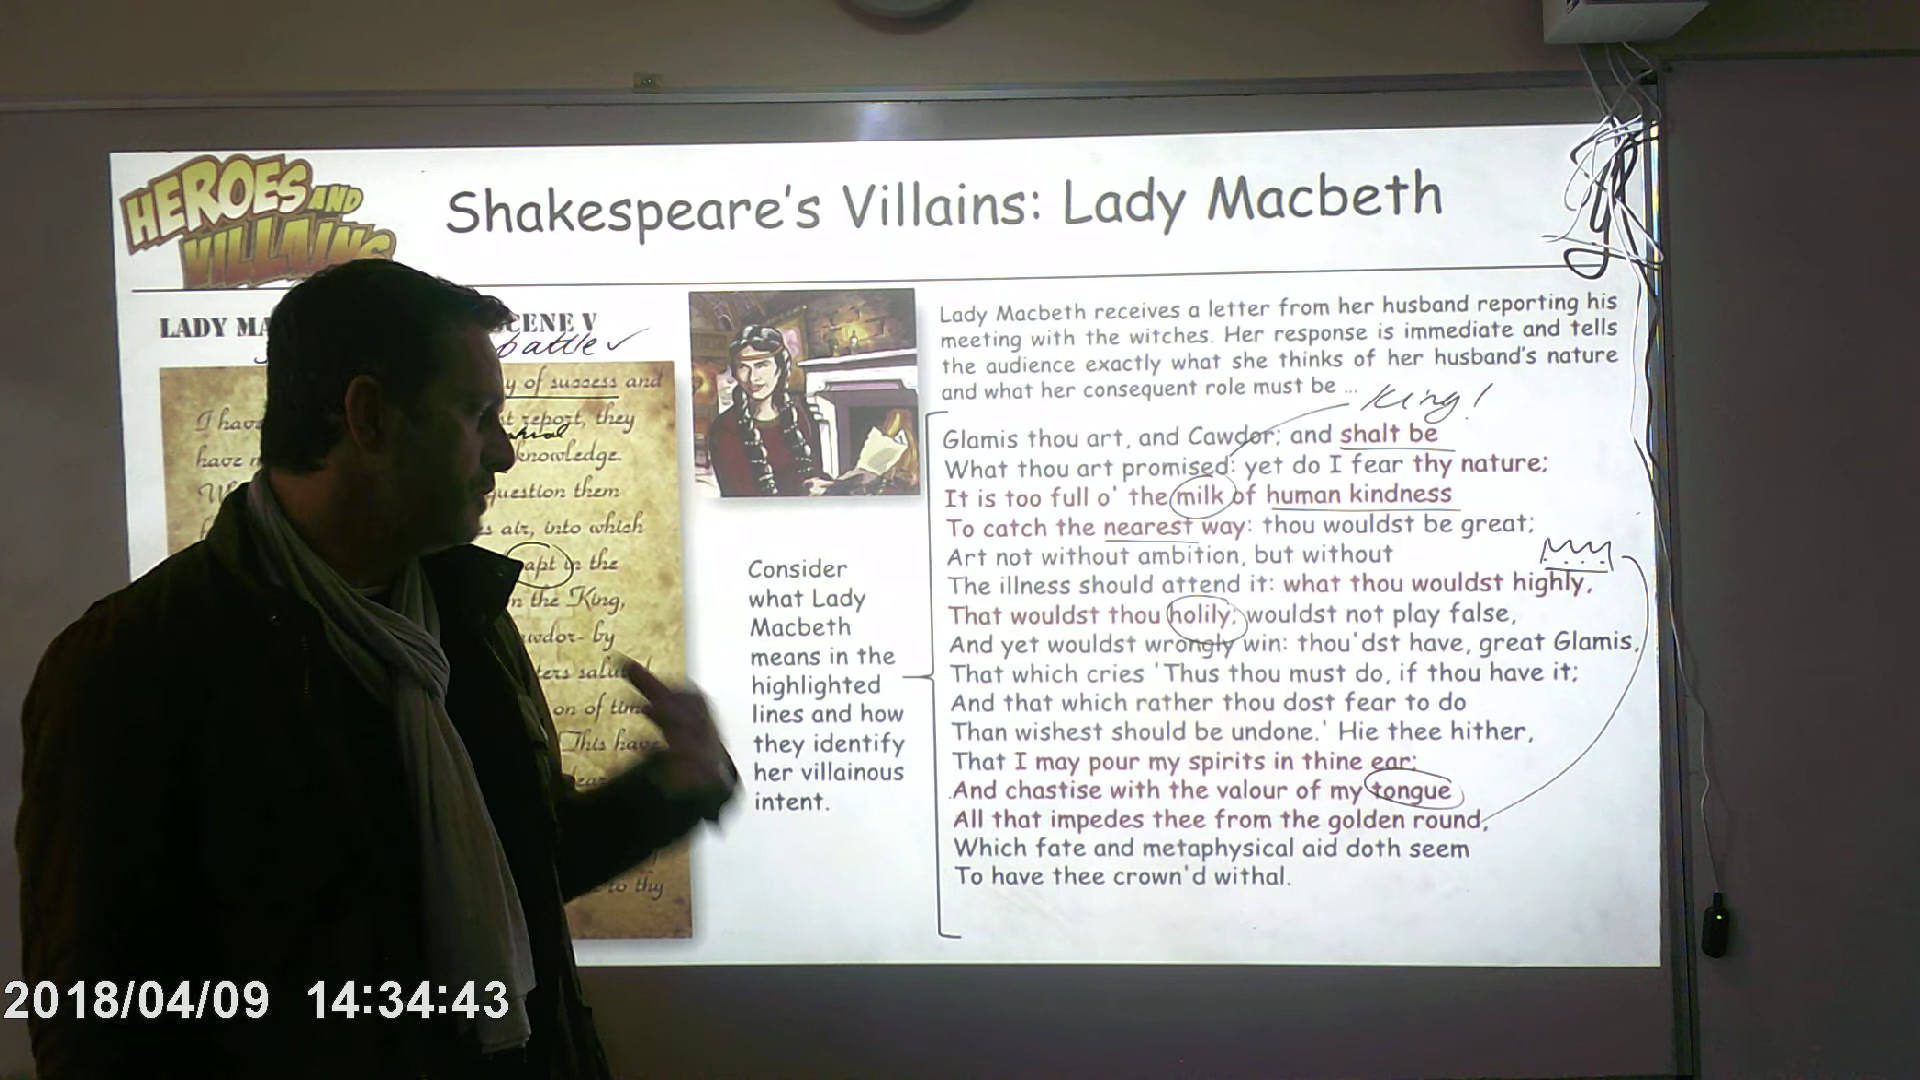 HEROES AND
VILLAINS
Shakespeare's Villains: Lady Macbeth
LADY SCENE V
battle ✓
of success and
report, they
I have
have knowledge.
question them
air, into which
apt in the
the King,
by
on of time
This have
to thy
Consider
what Lady
Macbeth
means in the
highlighted
lines and how
they identify
her villainous
intent.
Lady Macbeth receives a letter from her husband reporting his
meeting with the witches. Her response is immediate and tells
the audience exactly what she thinks of her husband's nature
and what her consequent role must be ...
King!
Glamis thou art, and Cawdor; and shalt be
What thou art promised: yet do I fear thy nature;
It is too full o' the milk of human kindness
To catch the nearest way: thou wouldst be great;
Art not without ambition, but without
The illness should attend it: what thou wouldst highly,
That wouldst thou holily; wouldst not play false,
And yet wouldst wrongly win: thou'dst have, great Glamis,
That which cries 'Thus thou must do, if thou have it;
And that which rather thou dost fear to do
Than wishest should be undone.' Hie thee hither,
That I may pour my spirits in thine ear;
And chastise with the valour of my tongue
All that impedes thee from the golden round,
Which fate and metaphysical aid doth seem
To have thee crown'd withal.
2018/04/09 14:34:43